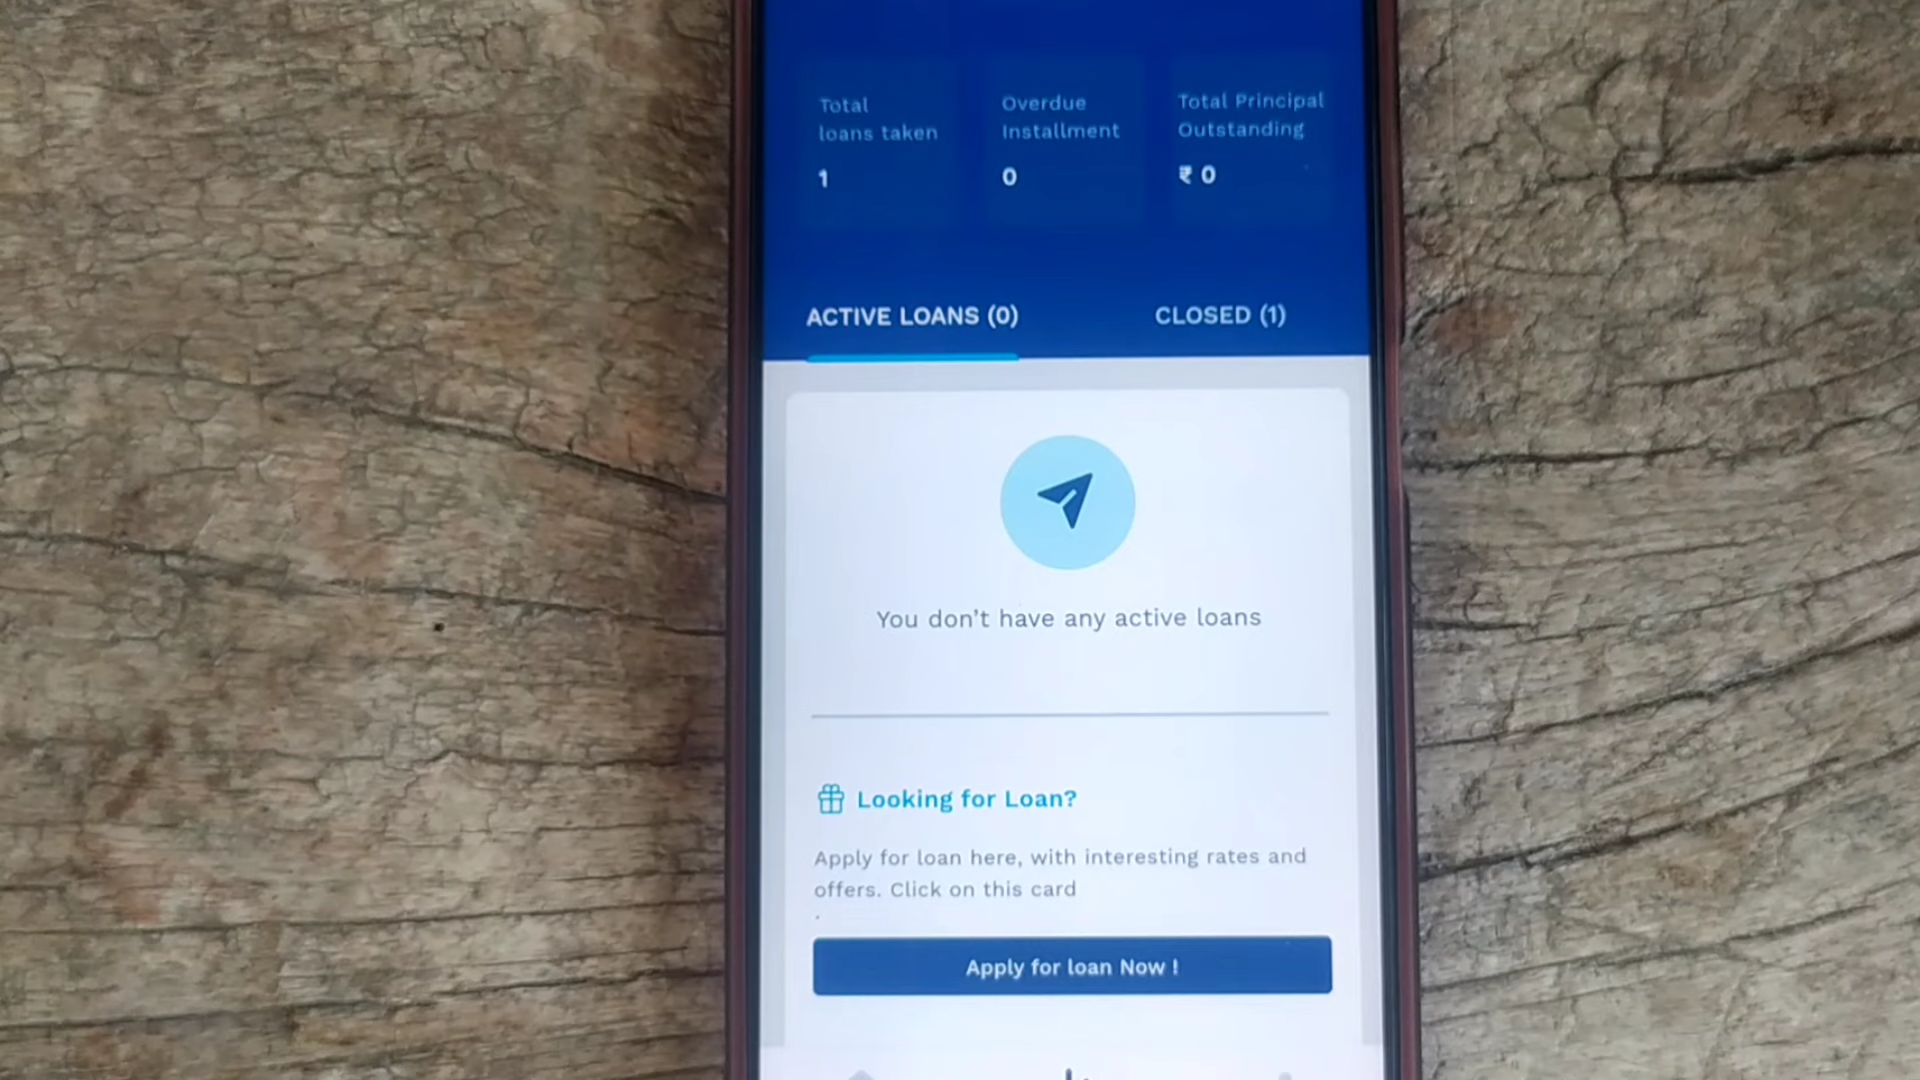 Total
loans taken
1
Overdue
Installment
0
Total Principal
Outstanding
₹ 0
ACTIVE LOANS (0)
CLOSED (1)
You don't have any active loans
Looking for Loan?
Apply for loan here, with interesting rates and
offers. Click on this card
.
Apply for loan Now !